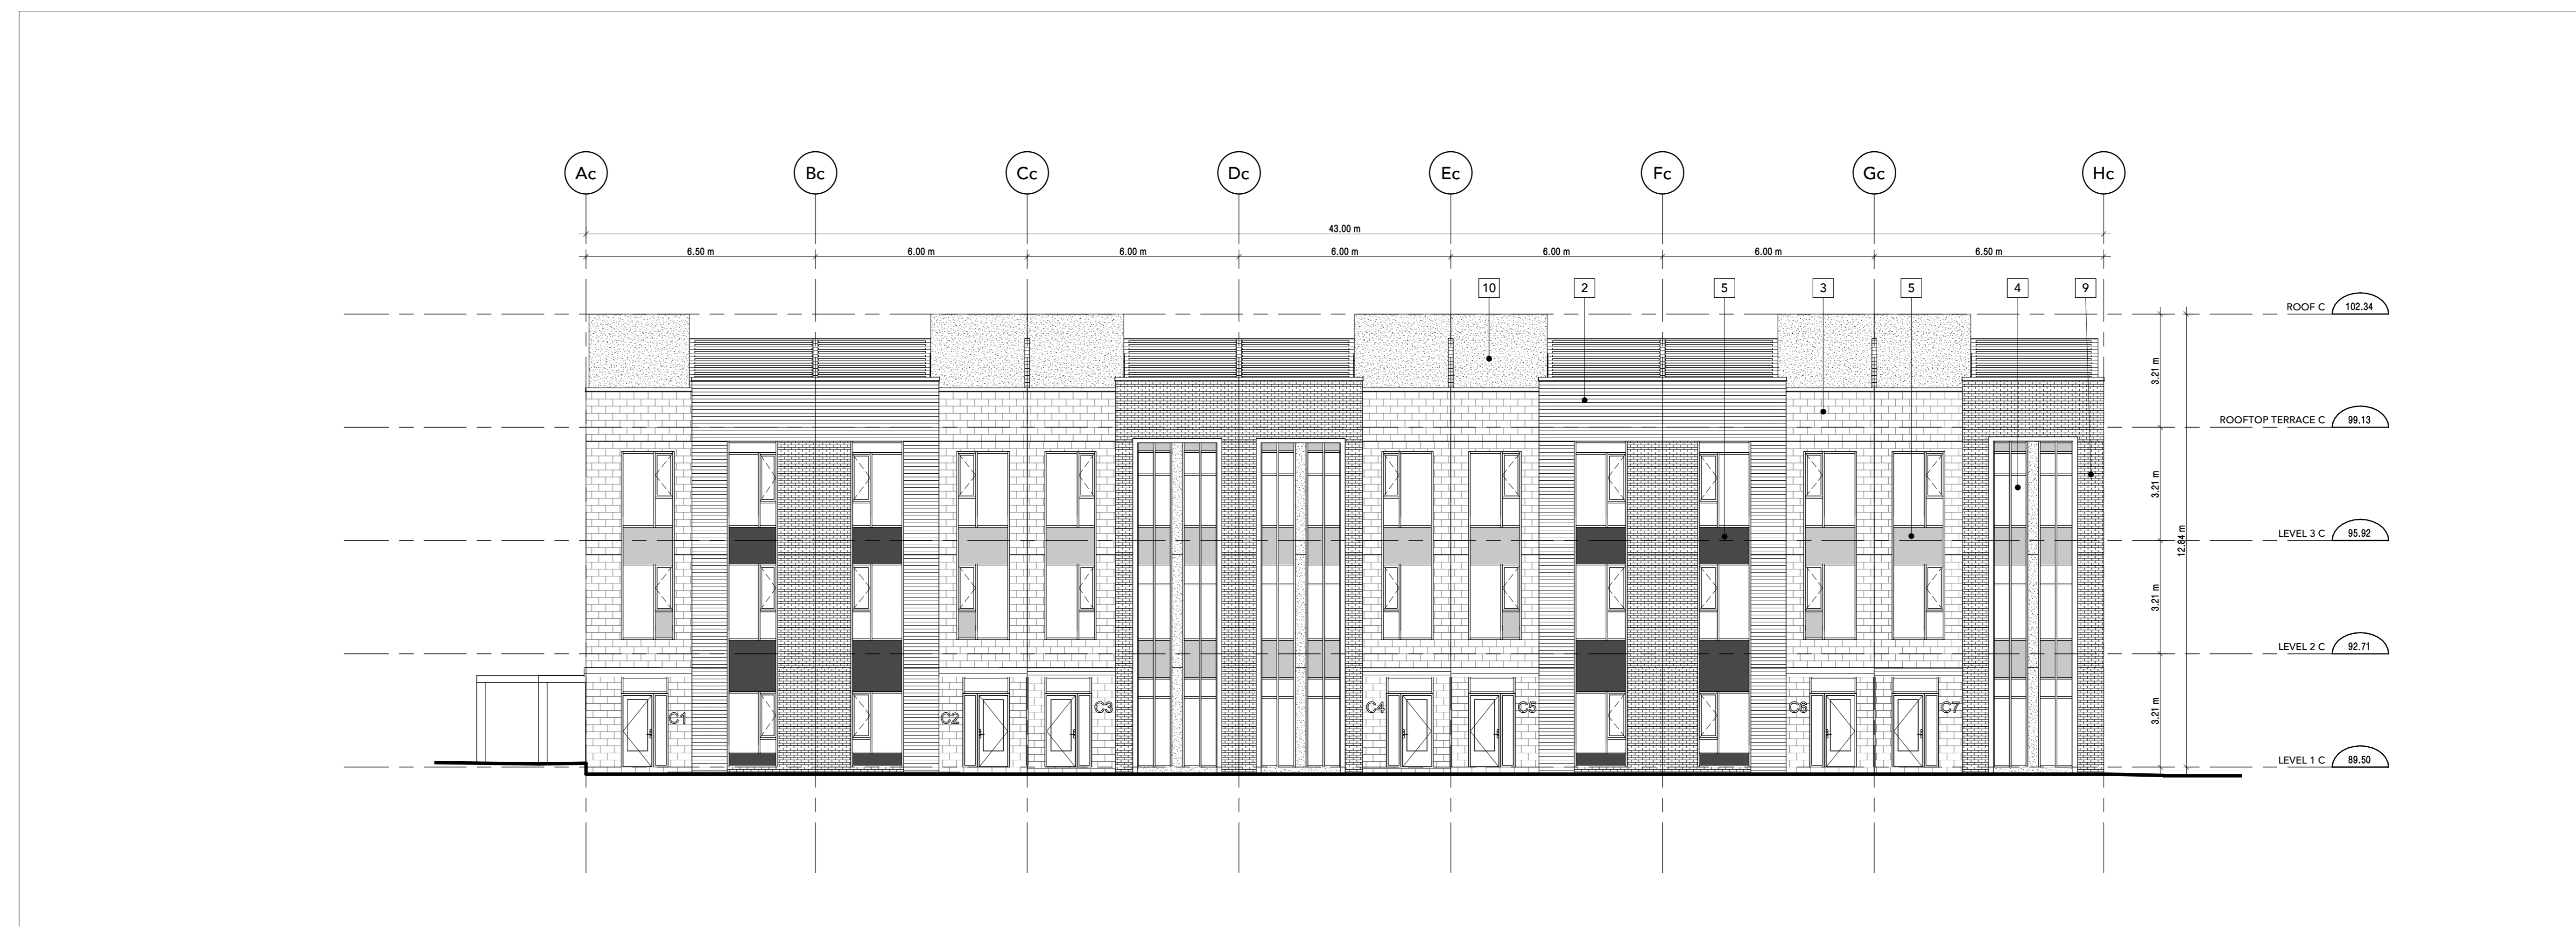 Ac Bc Cc Dc Ec Fc Gc Hc
43.00 m
6.50 m 6.00 m 6.00 m 6.00 m 6.00 m 6.00 m 6.50 m
10 2 5 3 5 4 9
ROOF C 102.34
3.21 m
ROOFTOP TERRACE C 99.13
3.21 m
LEVEL 3 C 95.92
12.84 m
3.21 m
LEVEL 2 C 92.71
3.21 m
C1 C2 C3 C4 C5 C6 C7
LEVEL 1 C 89.50